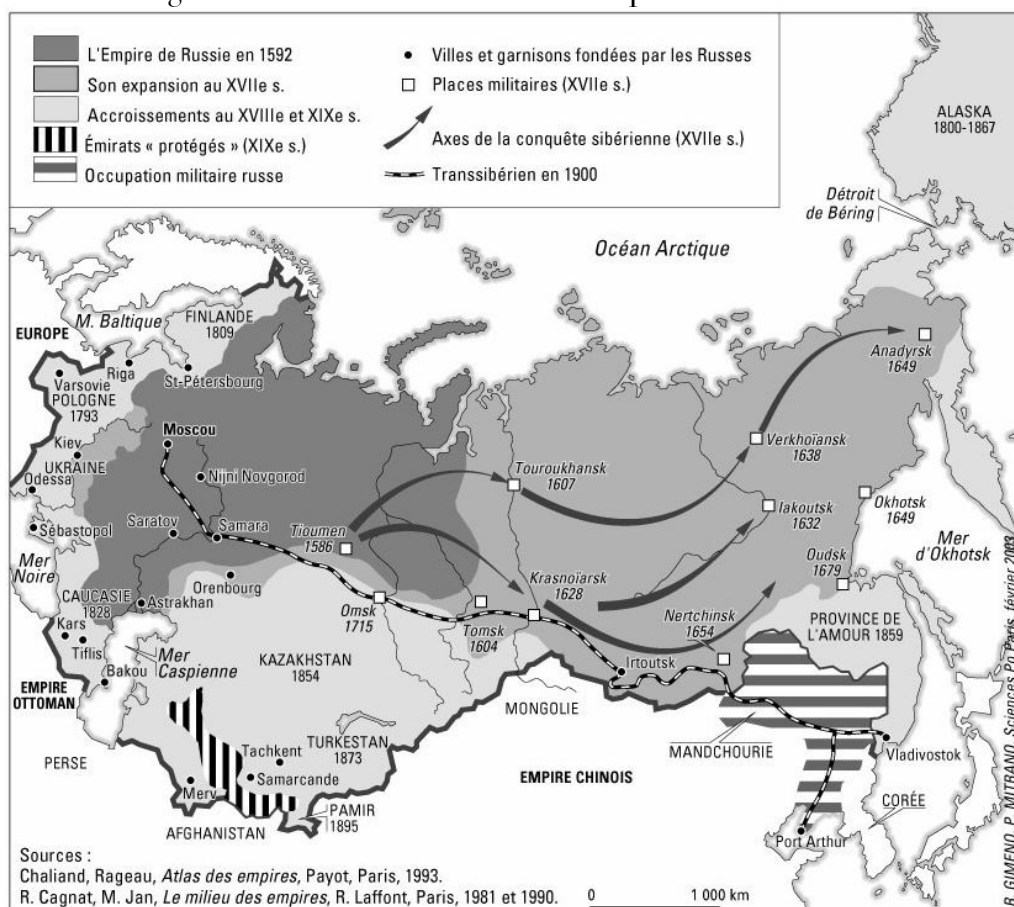 L'Empire de Russie en 1592
Son expansion au XVIIe s.
Accroissements au XVIIIe et XIXe s.
Émirats « protégés » (XIXe s.)
Occupation militaire russe
Villes et garnisons fondées par les Russes
Places militaires (XVIIe s.)
Axes de la conquête sibérienne (XVIIe s.)
Transsibérien en 1900
ALASKA
1800-1867
Détroit
de Béring
Océan Arctique
M. Baltique
FINLANDE
1809
EUROPE
Riga
St-Pétersbourg
Varsovie
POLOGNE
1793
Moscou
Kiev
UKRAINE
Nijni Novgorod
Odessa
Sébastopol
Saratov
Samara
Mer
Noire
Orenbourg
CAUCASIE
1828
Astrakhan
Kars
Tiflis
Mer
Caspienne
Bakou
EMPIRE
OTTOMAN
PERSE
Tioumen
1586
Touroukhansk
1607
Verkhoïansk
1638
Anadyrsk
1649
Iakoutsk
1632
Okhotsk
1649
Mer
d'Okhotsk
Oudsk
1679
Krasnoïarsk
1628
Nertchinsk
1654
PROVINCE DE
L'AMOUR 1859
Omsk
1715
Tomsk
1604
Irtoutsk
KAZAKHSTAN
1854
MONGOLIE
MANDCHOURIE
Vladivostok
TURKESTAN
1873
Tachkent
Samarcande
EMPIRE CHINOIS
CORÉE
Merv
PAMIR
1895
AFGHANISTAN
Port Arthur
Sources :
Chaliand, Rageau, Atlas des empires, Payot, Paris, 1993.
R. Cagnat, M. Jan, Le milieu des empires, R. Laffont, Paris, 1981 et 1990.
0 1 000 km
R. GIMENO, P. MITRANO, Sciences Po Paris, février 2003